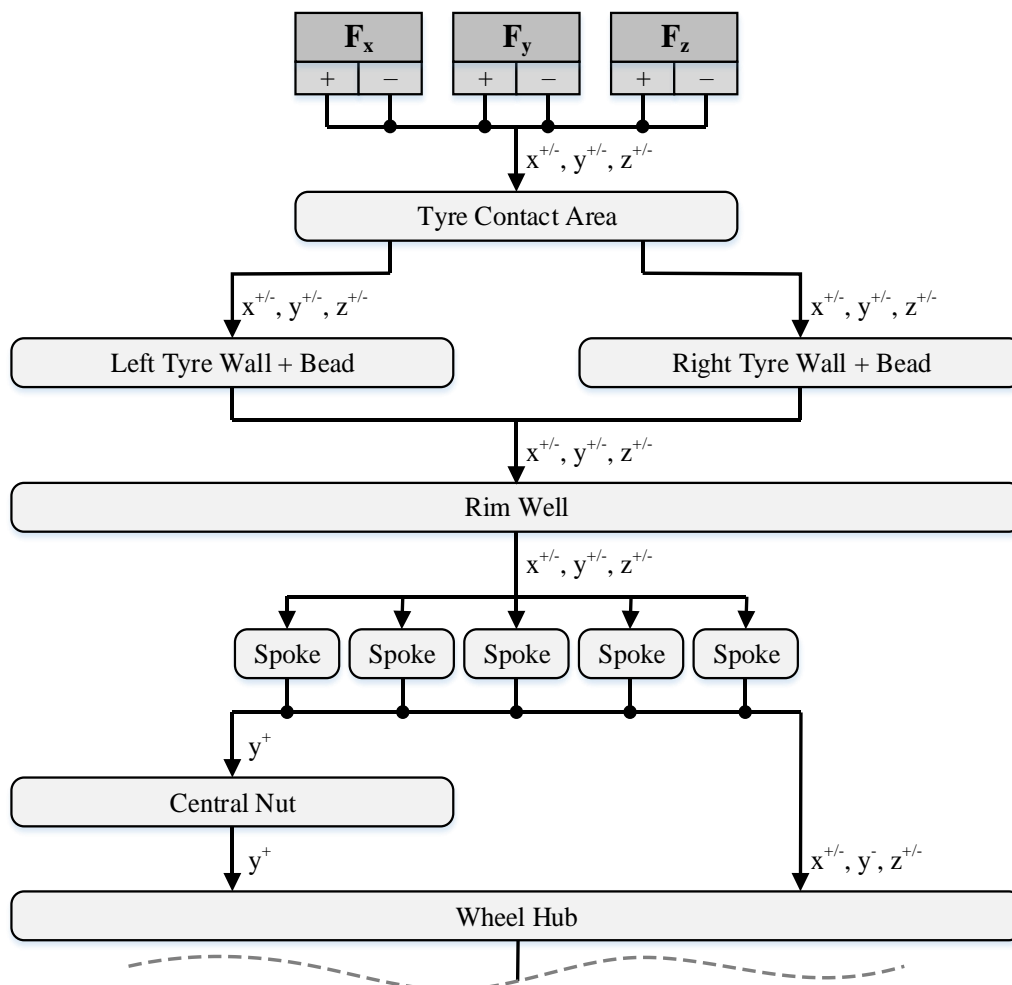 Fx Fy Fz
+ – + – + –
x+/-, y+/-, z+/-
Tyre Contact Area
x+/-, y+/-, z+/- x+/-, y+/-, z+/-
Left Tyre Wall + Bead Right Tyre Wall + Bead
x+/-, y+/-, z+/-
Rim Well
x+/-, y+/-, z+/-
Spoke Spoke Spoke Spoke Spoke
y+
Central Nut
y+ x+/-, y-, z+/-
Wheel Hub